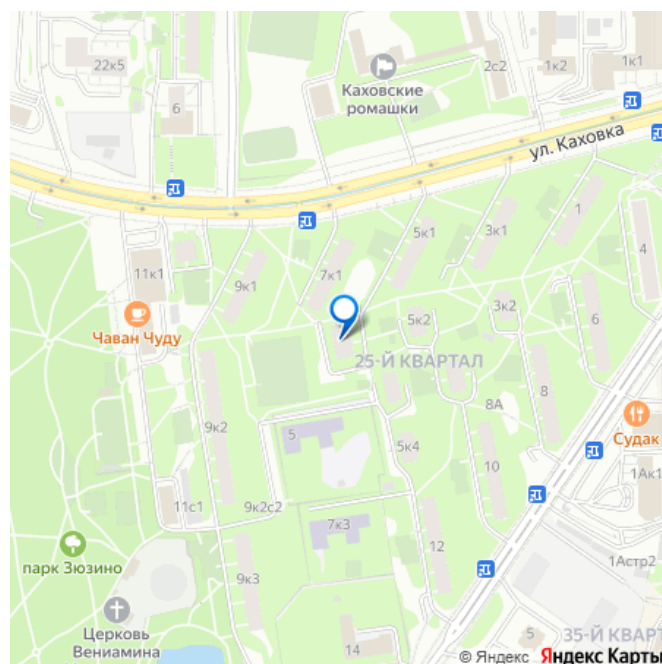 22к5
6
Каховские
ромашки
2с2
1к2
1к1
ул. Каховка
11к1
Чаван Чуду
9к1
7к1
5к1
3к1
1
4
5к2
3к2
6
25-Й КВАРТАЛ
8
8А
Судак
9к2
5
5к4
10
1Ак1
11с1
9к2с2
7к3
12
парк Зюзино
9к3
1Астр2
Церковь
Вениамина
14
5
35-Й КВАРТ
© Яндекс Яндекс Карты